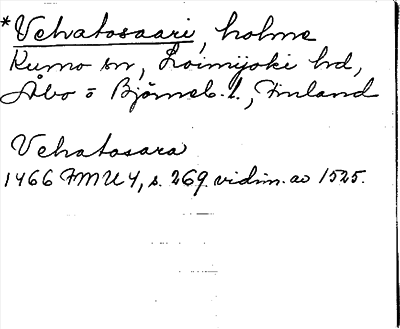 *Vehatosaari, holme
Kumo sn, Loimijoki hd,
Åbo o Björneb. l., Finland
Vehatosara
1466 FMU 4, s. 269. vidim. av 1525.